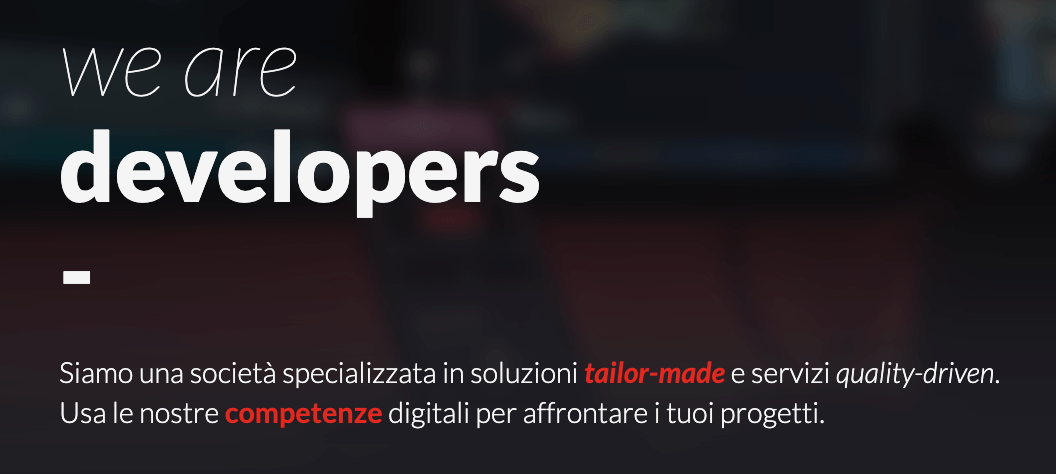 we are
developers
-
Siamo una società specializzata in soluzioni tailor-made e servizi quality-driven.
Usa le nostre competenze digitali per affrontare i tuoi progetti.